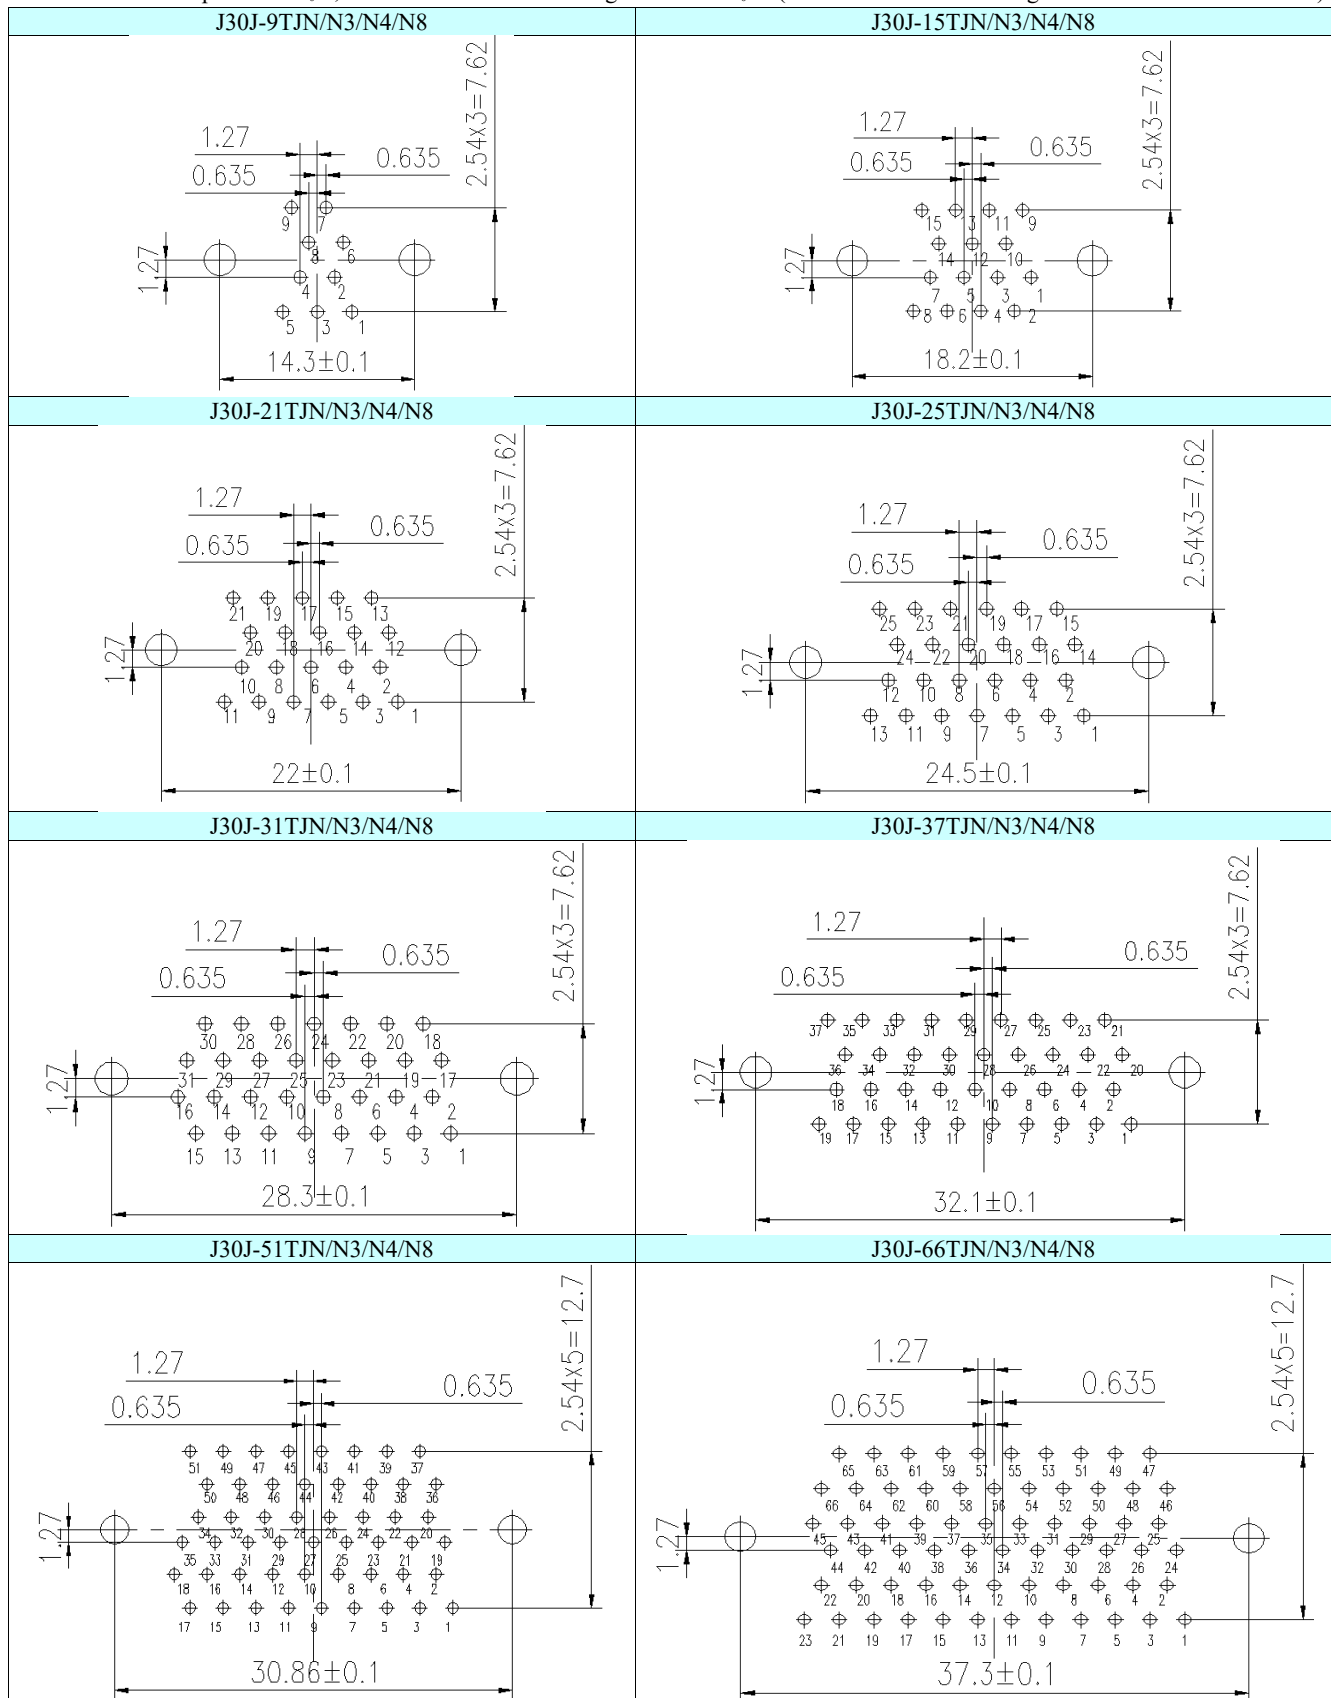 J30J-9TJN/N3/N4/N8
2.54x3=7.62
1.27
0.635
0.635
9 7
8 6
1.27
4 2
5 3 1
14.3±0.1
J30J-15TJN/N3/N4/N8
2.54x3=7.62
1.27
0.635
0.635
15 13 11 9
14 12 10
1.27
7 5 3 1
8 6 4 2
18.2±0.1
J30J-21TJN/N3/N4/N8
2.54x3=7.62
1.27
0.635
0.635
21 19 17 15 13
20 18 16 14 12
1.27
10 8 6 4 2
11 9 7 5 3 1
22±0.1
J30J-25TJN/N3/N4/N8
2.54x3=7.62
1.27
0.635
0.635
25 23 21 19 17 15
24 22 20 18 16 14
1.27
12 10 8 6 4 2
13 11 9 7 5 3 1
24.5±0.1
J30J-31TJN/N3/N4/N8
2.54x3=7.62
1.27
0.635
0.635
30 28 26 24 22 20 18
31 29 27 25 23 21 19 17
1.27
16 14 12 10 8 6 4 2
15 13 11 9 7 5 3 1
28.3±0.1
J30J-37TJN/N3/N4/N8
2.54x3=7.62
1.27
0.635
0.635
37 35 33 31 29 27 25 23 21
36 34 32 30 28 26 24 22 20
1.27
18 16 14 12 10 8 6 4 2
19 17 15 13 11 9 7 5 3 1
32.1±0.1
J30J-51TJN/N3/N4/N8
2.54x5=12.7
1.27
0.635
0.635
51 49 47 45 43 41 39 37
50 48 46 44 42 40 38 36
34 32 30 28 26 24 22 20
1.27
35 33 31 29 27 25 23 21 19
18 16 14 12 10 8 6 4 2
17 15 13 11 9 7 5 3 1
30.86±0.1
J30J-66TJN/N3/N4/N8
2.54x5=12.7
1.27
0.635
0.635
65 63 61 59 57 55 53 51 49 47
66 64 62 60 58 56 54 52 50 48 46
45 43 41 39 37 35 33 31 29 27 25
1.27
44 42 40 38 36 34 32 30 28 26 24
22 20 18 16 14 12 10 8 6 4 2
23 21 19 17 15 13 11 9 7 5 3 1
37.3±0.1